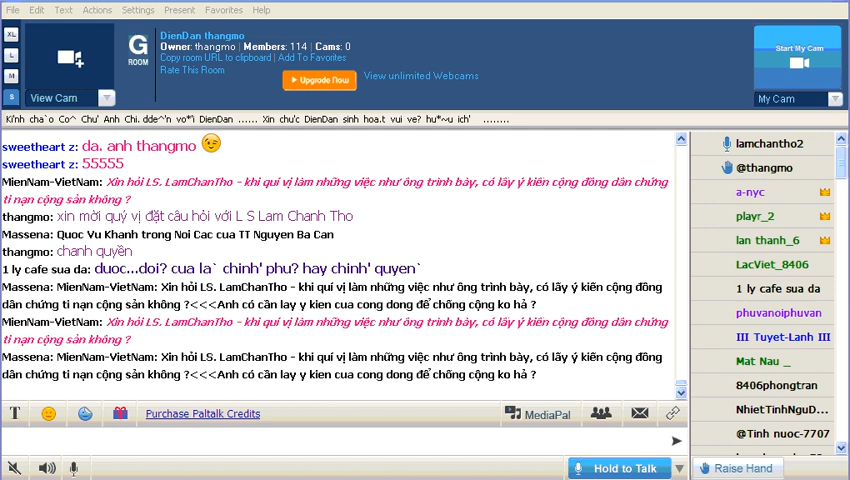 File Edit Text Actions Settings Present Favorites Help
XL
L
M
S
View Cam
G
ROOM
DienDan thangmo
Owner: thangmo | Members: 114 | Cams: 0
Copy room URL to clipboard | Add To Favorites
Rate This Room
Upgrade Now
View unlimited Webcams
Start My Cam
My Cam
Ki'nh cha`o Co^ Chu' Anh Chi. dde^'n vo*'i DienDan ...... Xin chu'c DienDan sinh hoa.t vui ve? hu*~u ich' ........
sweetheart z: da. anh thangmo
sweetheart z: 55555
MienNam-VietNam: Xin hỏi LS. LamChanTho - khi quí vị làm những việc như ông trình bày, có lấy ý kiến cộng đồng dân chứng
tỉ nạn cộng sản không ?
thangmo: xin mời quý vị đặt câu hỏi với L S Lam Chanh Tho
Massena: Quoc Vu Khanh trong Noi Cac cua TT Nguyen Ba Can
thangmo: chanh quyền
1 ly cafe sua da: duoc...doi? cua la` chinh' phu? hay chinh' quyen`
Massena: MienNam-VietNam: Xin hỏi LS. LamChanTho - khi quí vị làm những việc như ông trình bày, có lấy ý kiến cộng đồng
dân chứng tỉ nạn cộng sản không ?<<<Anh có cần lay y kien cua cong dong để chống cộng ko hả ?
MienNam-VietNam: Xin hỏi LS. LamChanTho - khi quí vị làm những việc như ông trình bày, có lấy ý kiến cộng đồng dân chứng
tỉ nạn cộng sản không ?
Massena: MienNam-VietNam: Xin hỏi LS. LamChanTho - khi quí vị làm những việc như ông trình bày, có lấy ý kiến cộng đồng
dân chứng tỉ nạn cộng sản không ?<<<Anh có cần lay y kien cua cong dong để chống cộng ko hả ?
lamchantho2
@thangmo
a-nyc
playr_2
lan thanh_6
LacViet_8406
1 ly cafe sua da
phuvanoiphuvan
III Tuyet-Lanh III
Mat Nau _
8406phongtran
NhietTinhNguD...
@Tinh nuoc-7707
T
Purchase Paltalk Credits
MediaPal
Hold to Talk
Raise Hand